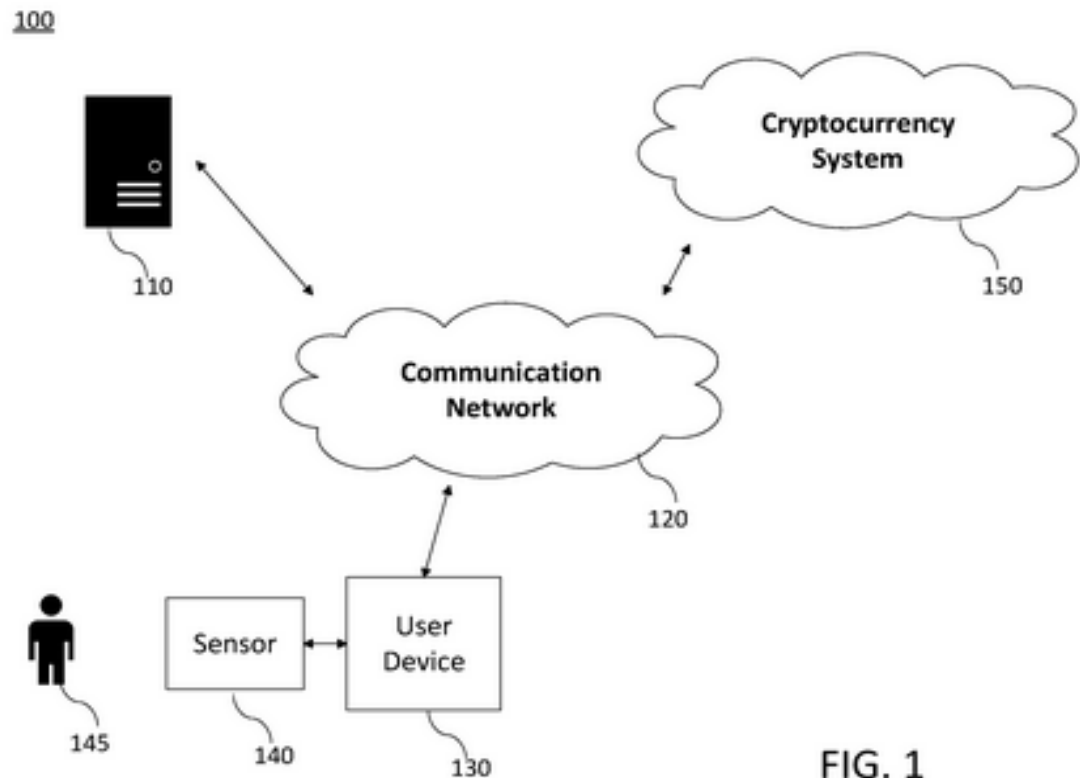 100
Cryptocurrency
System
110
150
Communication
Network
120
Sensor
User
Device
145
140
130
FIG. 1